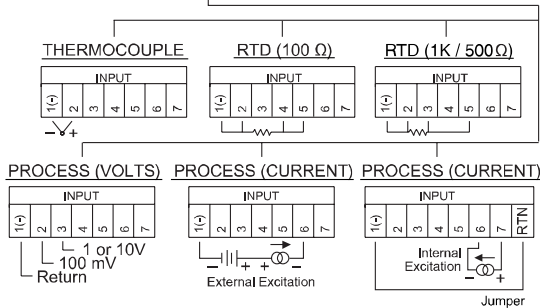 THERMOCOUPLE
INPUT
1(-) 2 3 4 5 6 7
− +
RTD (100 Ω)
INPUT
1(-) 2 3 4 5 6 7
RTD (1K / 500Ω)
INPUT
1(-) 2 3 4 5 6 7
PROCESS (VOLTS)
INPUT
1(-) 2 3 4 5 6 7
1 or 10V
100 mV
Return
PROCESS (CURRENT)
INPUT
1(-) 2 3 4 5 6 7
− + + −
External Excitation
PROCESS (CURRENT)
INPUT
1(-) 2 3 4 5 6 7 RTN
Internal
Excitation
− +
Jumper